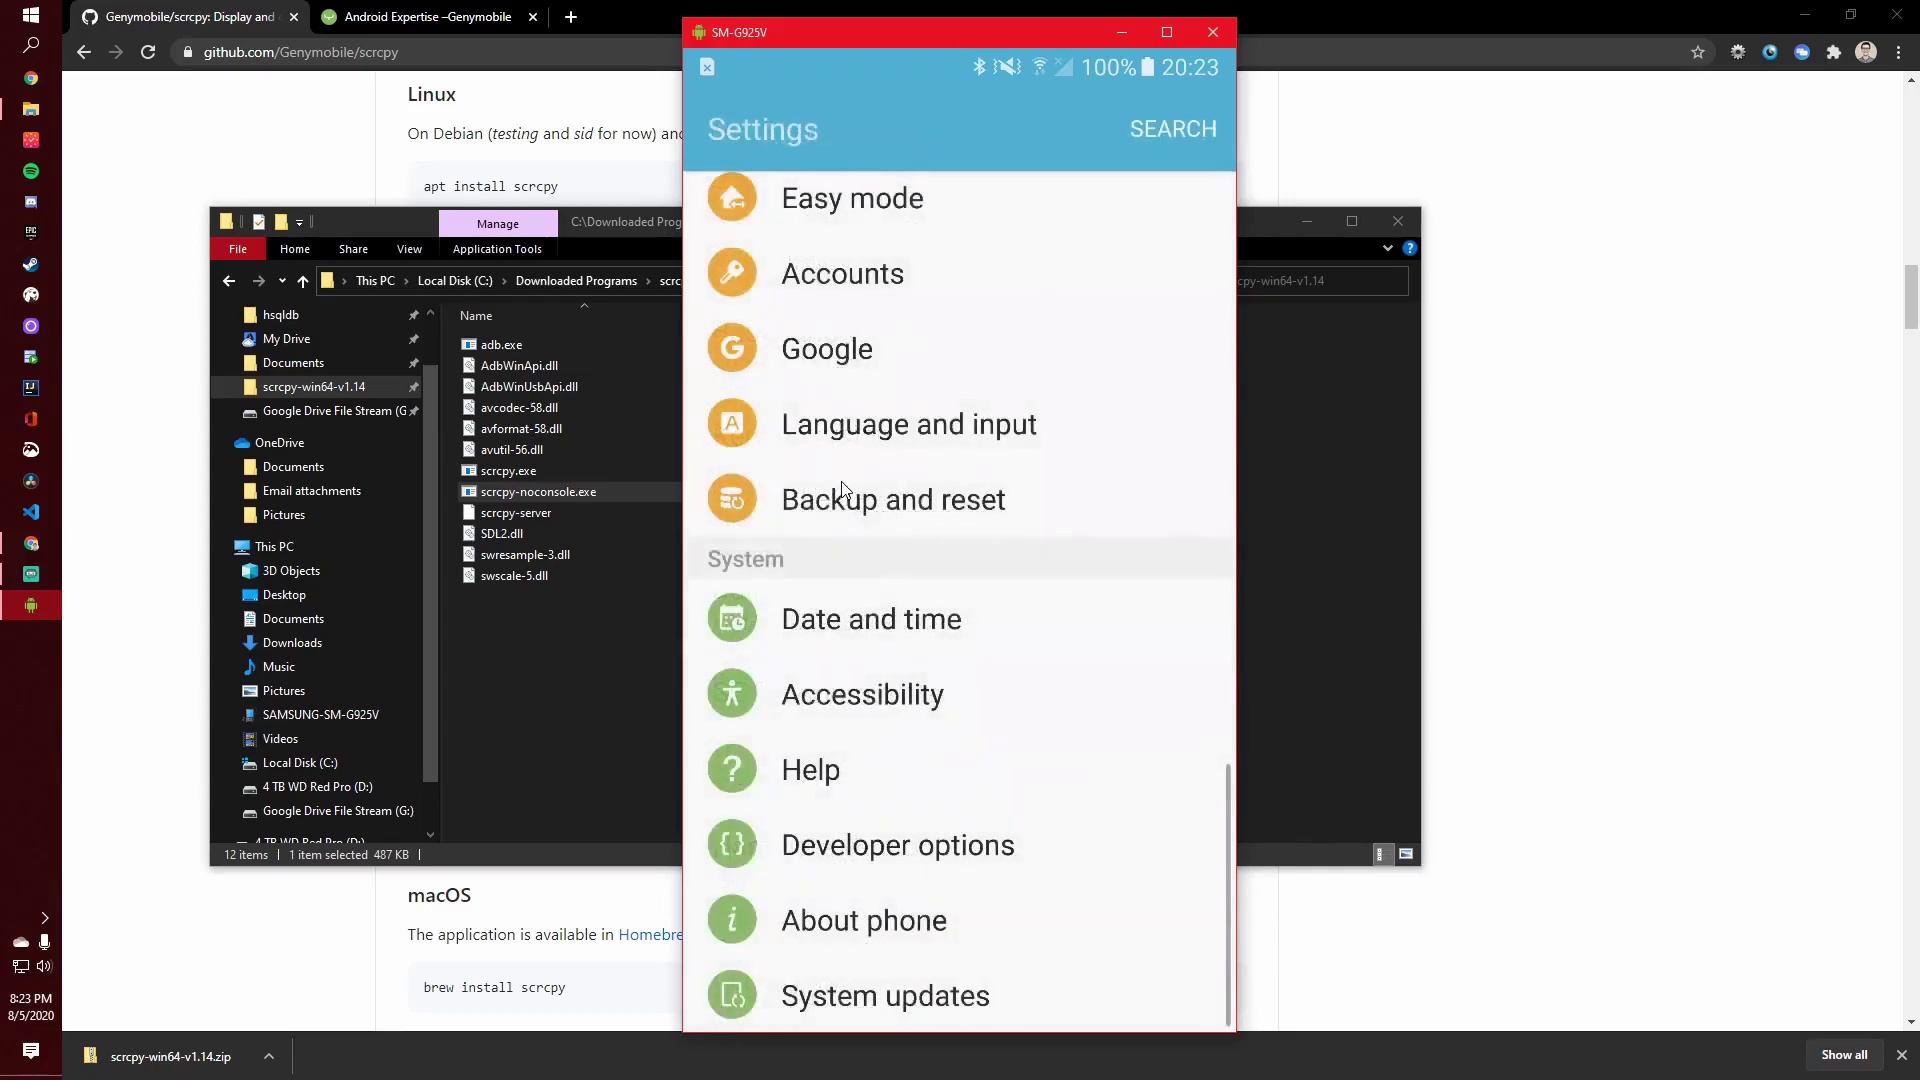 Genymobile/scrcpy: Display and
Android Expertise –Genymobile
github.com/Genymobile/scrcpy
Linux
On Debian (testing and sid for now) and
apt install scrcpy
Manage
C:\Downloaded Prog
File
Home
Share
View
Application Tools
This PC
Local Disk (C:)
Downloaded Programs
scrc
cpy-win64-v1.14
hsqldb
My Drive
Documents
scrcpy-win64-v1.14
Google Drive File Stream (G
OneDrive
Documents
Email attachments
Pictures
This PC
3D Objects
Desktop
Documents
Downloads
Music
Pictures
SAMSUNG-SM-G925V
Videos
Local Disk (C:)
4 TB WD Red Pro (D:)
Google Drive File Stream (G:)
4 TB WD Red Pro (D:)
Name
adb.exe
AdbWinApi.dll
AdbWinUsbApi.dll
avcodec-58.dll
avformat-58.dll
avutil-56.dll
scrcpy.exe
scrcpy-noconsole.exe
scrcpy-server
SDL2.dll
swresample-3.dll
swscale-5.dll
12 items
1 item selected 487 KB
SM-G925V
100%
20:23
Settings
SEARCH
Easy mode
Accounts
Google
Language and input
Backup and reset
System
Date and time
Accessibility
Help
Developer options
About phone
System updates
macOS
The application is available in Homebre
brew install scrcpy
EPIC
8:23 PM
8/5/2020
scrcpy-win64-v1.14.zip
Show all